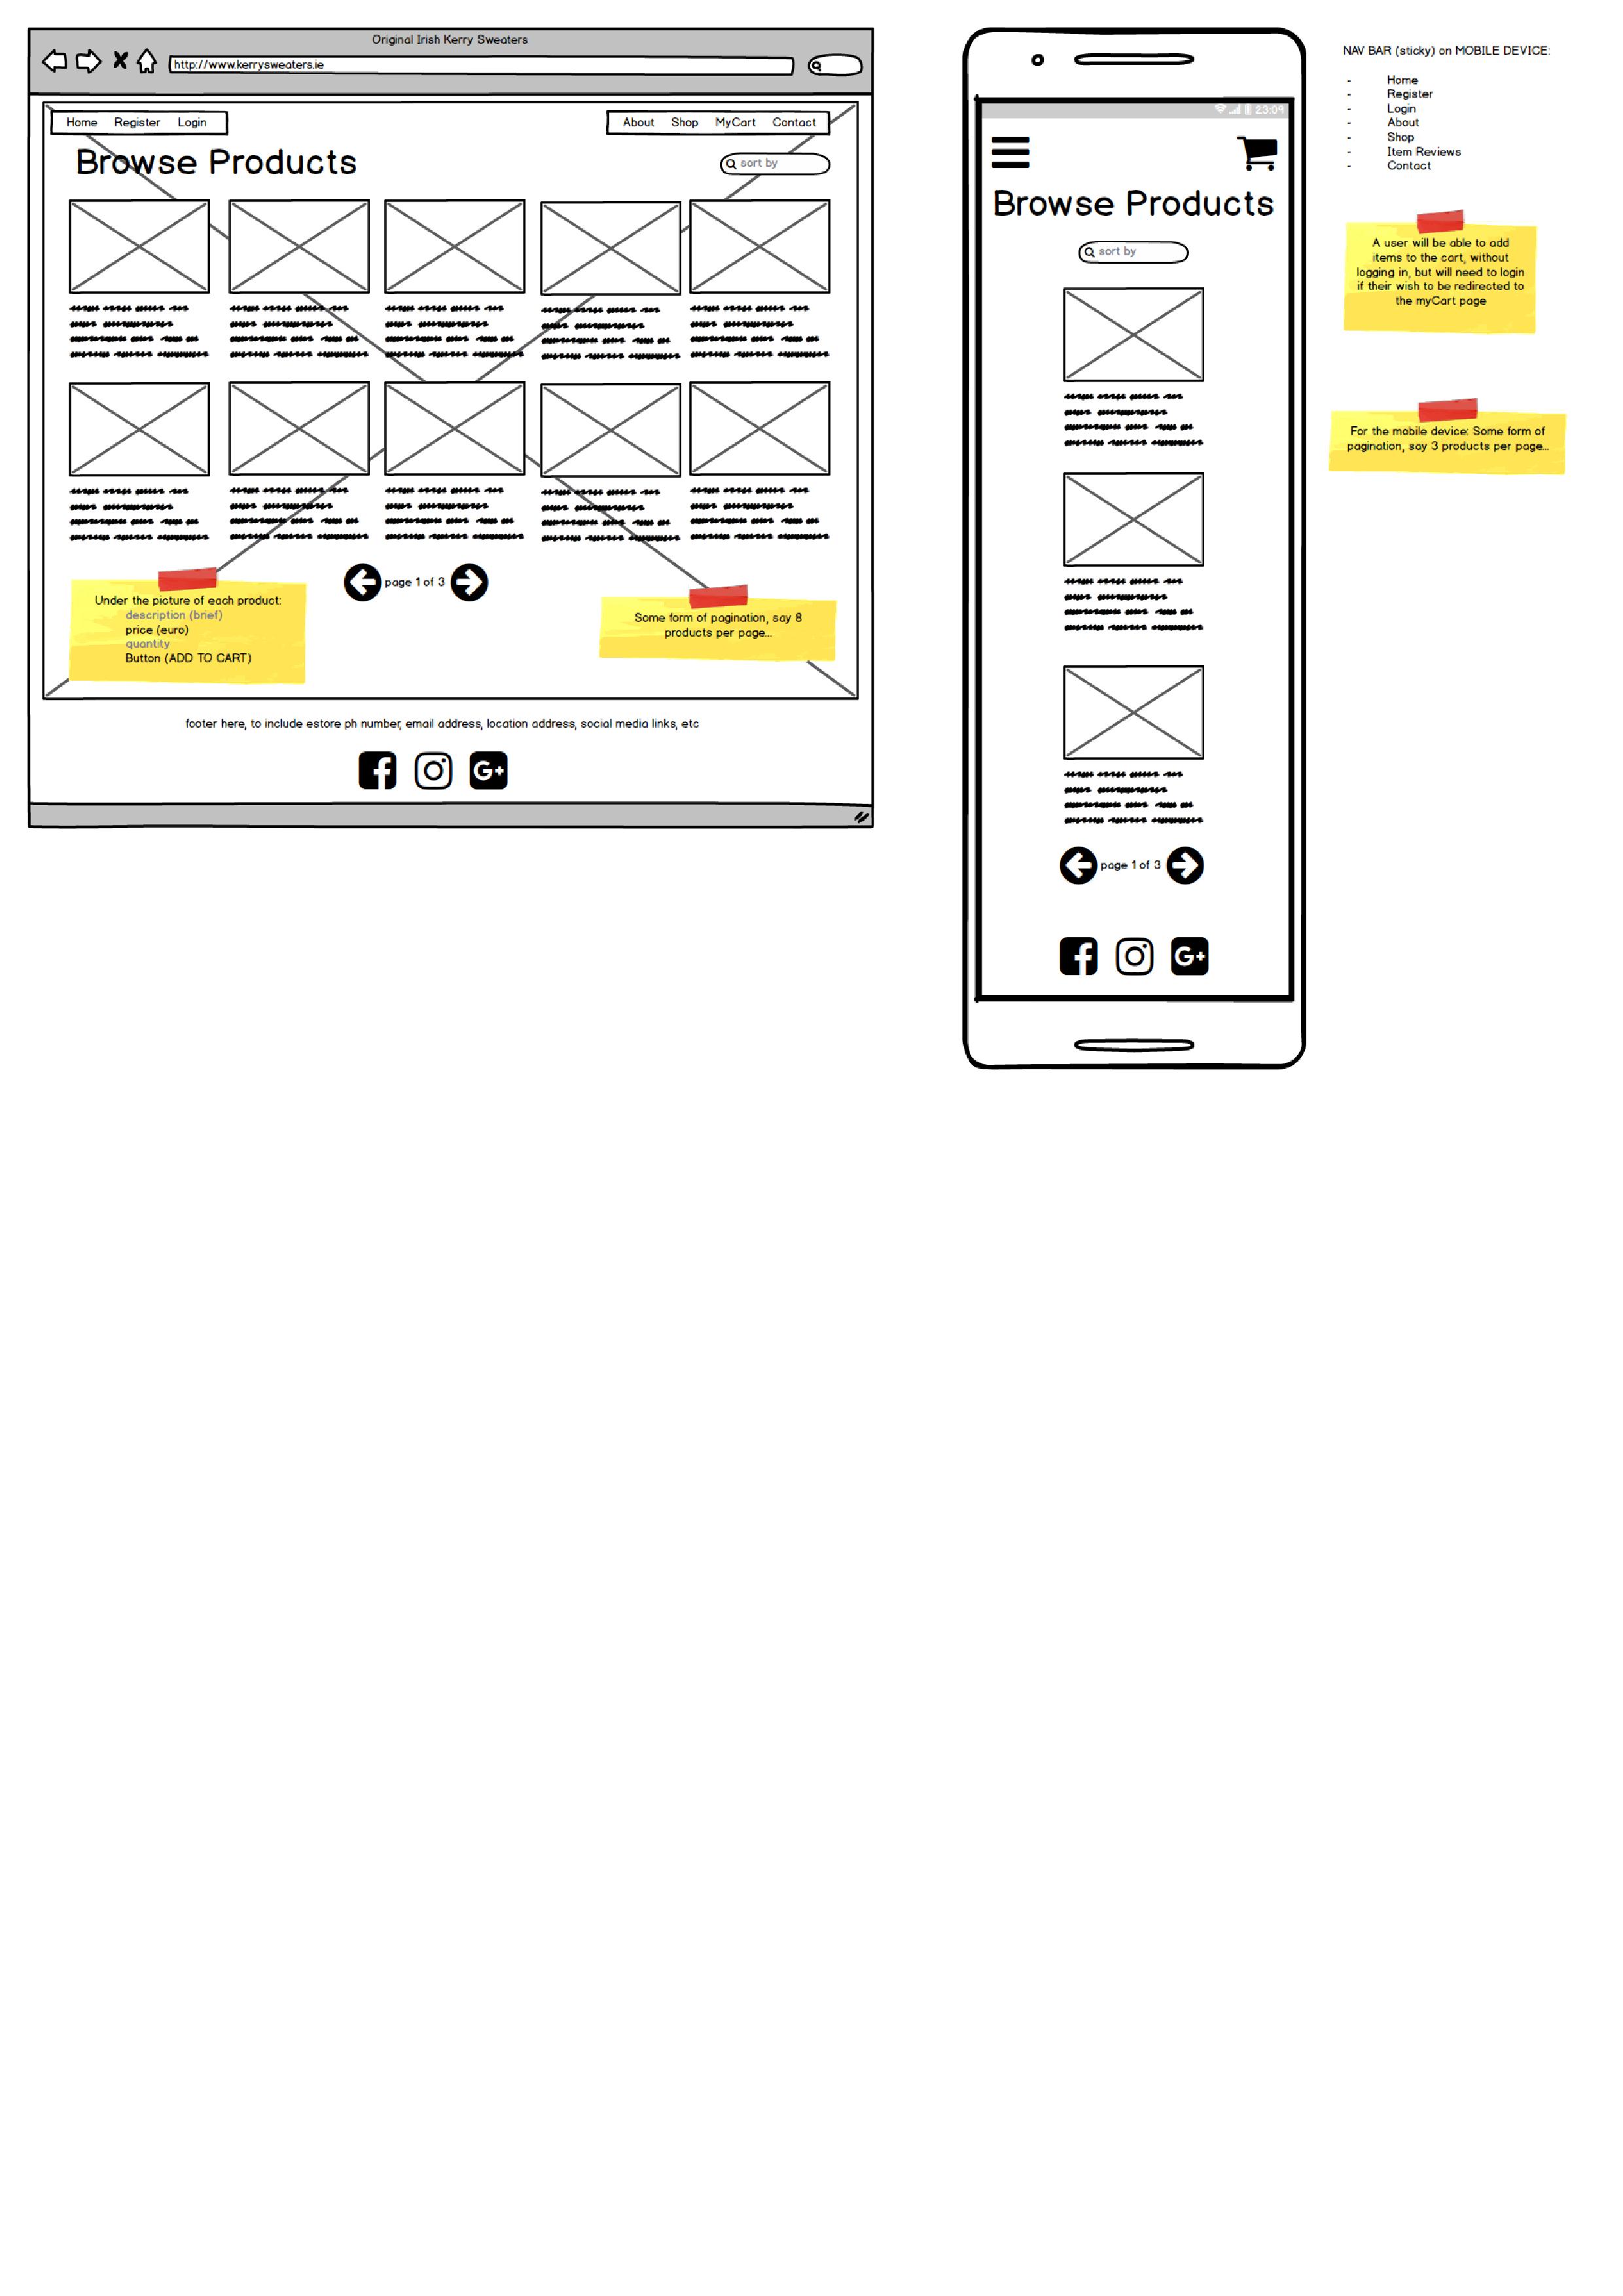 Original Irish Kerry Sweaters
http://www.kerrysweaters.ie
Home Register Login
About Shop MyCart Contact
Browse Products
sort by
page 1 of 3
Under the picture of each product:
description (brief)
price (euro)
quantity
Button (ADD TO CART)
Some form of pagination, say 8
products per page...
footer here, to include estore ph number, email address, location address, social media links, etc
G+
23:09
Browse Products
sort by
page 1 of 3
G+
NAV BAR (sticky) on MOBILE DEVICE:
- Home
- Register
- Login
- About
- Shop
- Item Reviews
- Contact
A user will be able to add
items to the cart, without
logging in, but will need to login
if their wish to be redirected to
the myCart page
For the mobile device: Some form of
pagination, say 3 products per page...